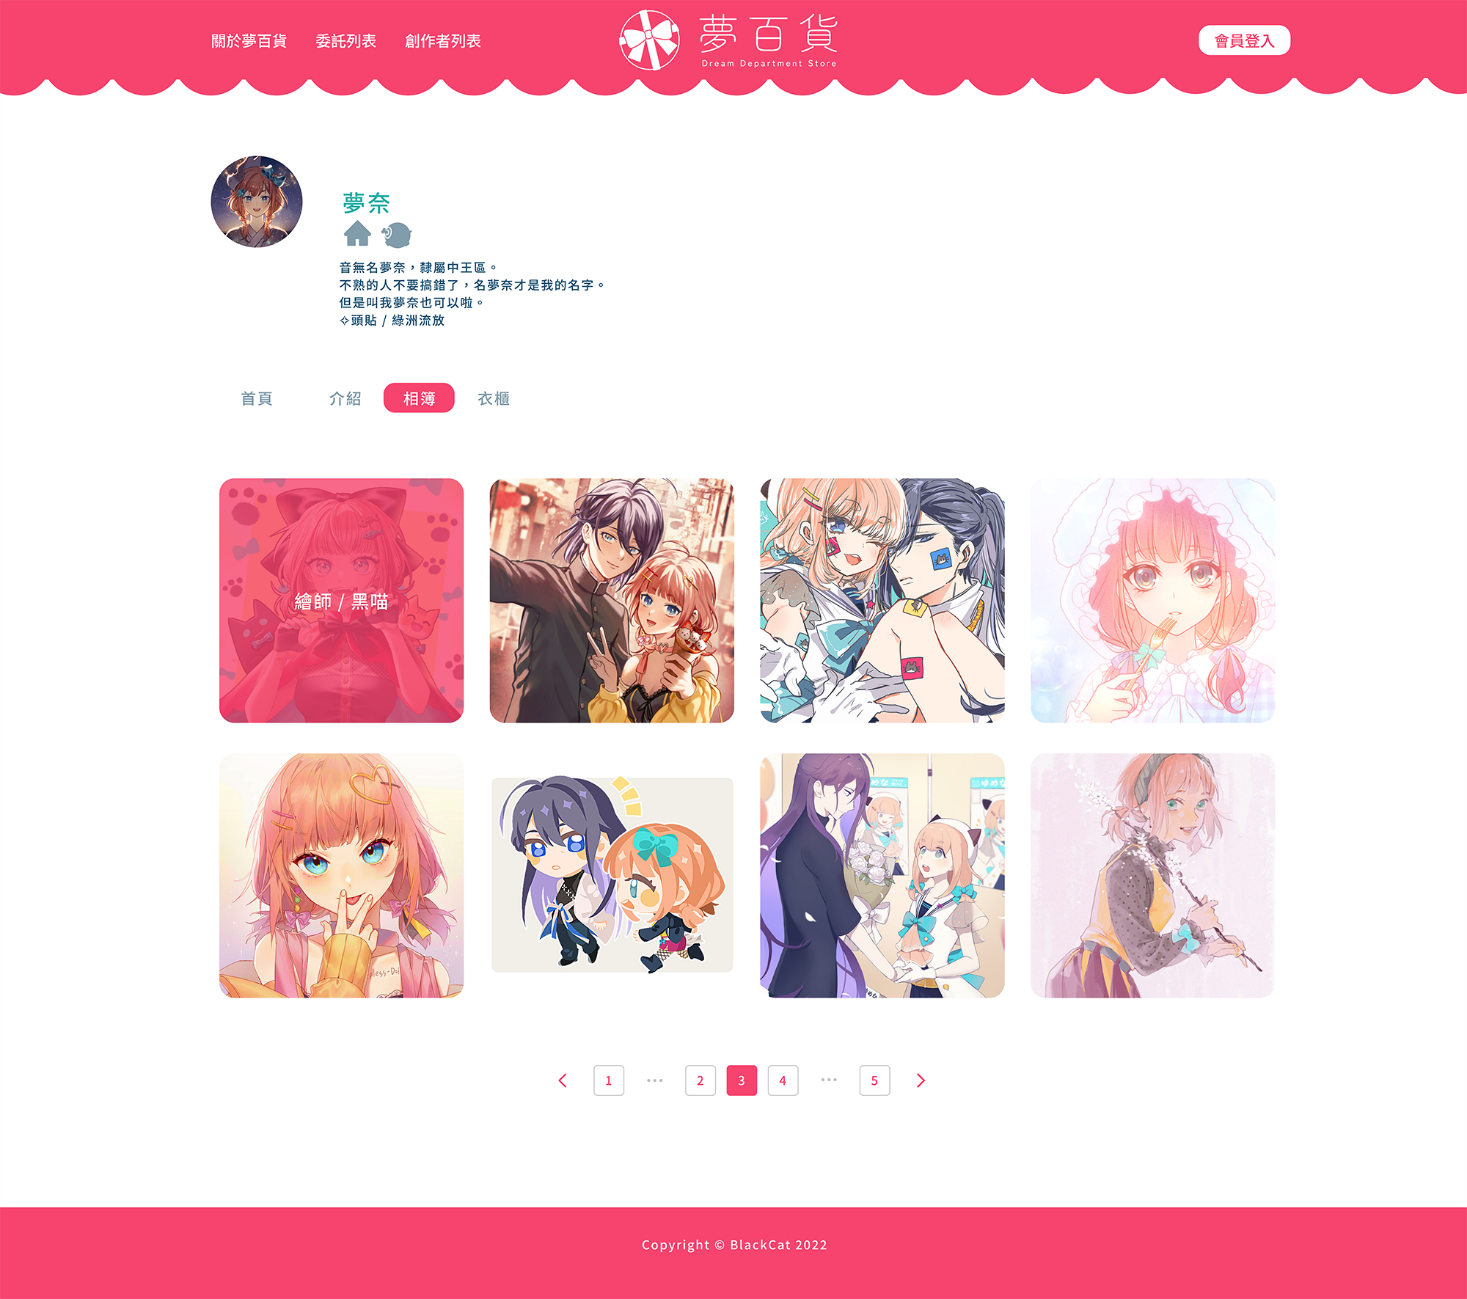 關於夢百貨
委託列表
創作者列表
夢百貨
Dream Department Store
會員登入
夢奈
音無名夢奈，隸屬中王區。
不熟的人不要搞錯了，名夢奈才是我的名字。
但是叫我夢奈也可以啦。
✧頭貼 / 綠洲流放
首頁
介紹
相簿
衣櫃
繪師 / 黑喵
ゆめな
1
...
2
3
4
...
5
Copyright © BlackCat 2022